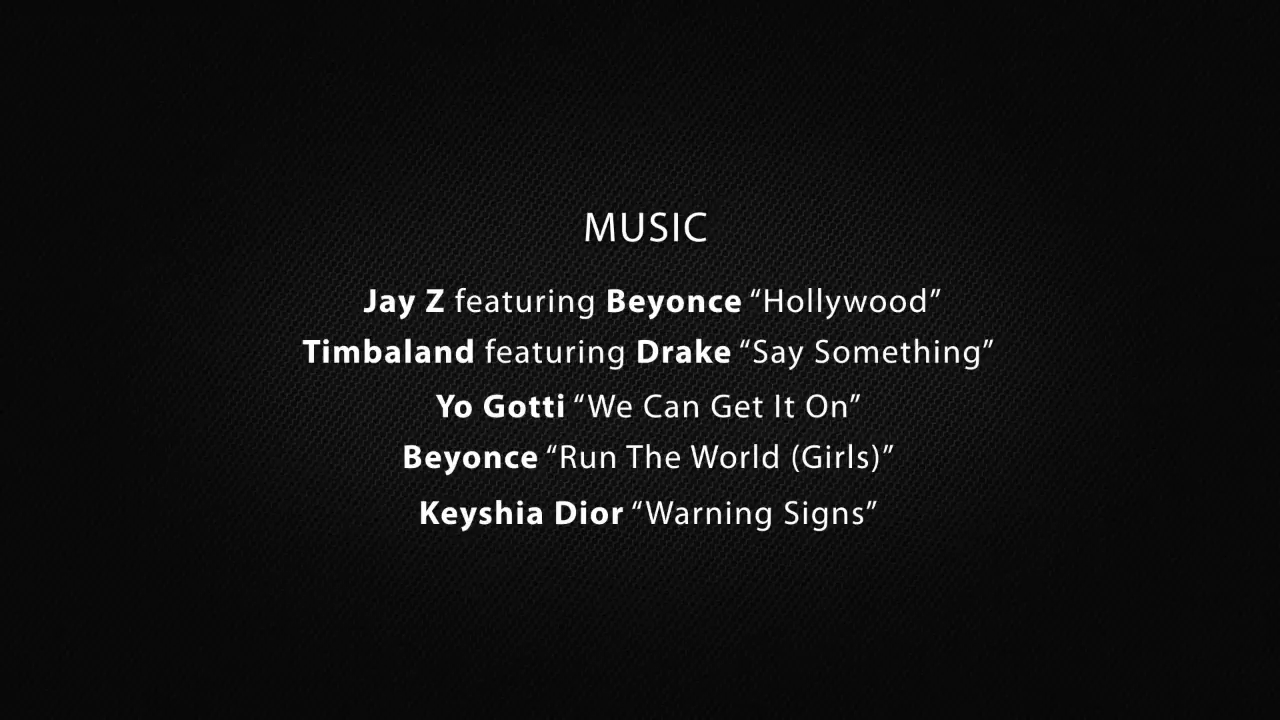 MUSIC
Jay Z featuring Beyonce “Hollywood”
Timbaland featuring Drake “Say Something”
Yo Gotti “We Can Get It On”
Beyonce “Run The World (Girls)”
Keyshia Dior “Warning Signs”